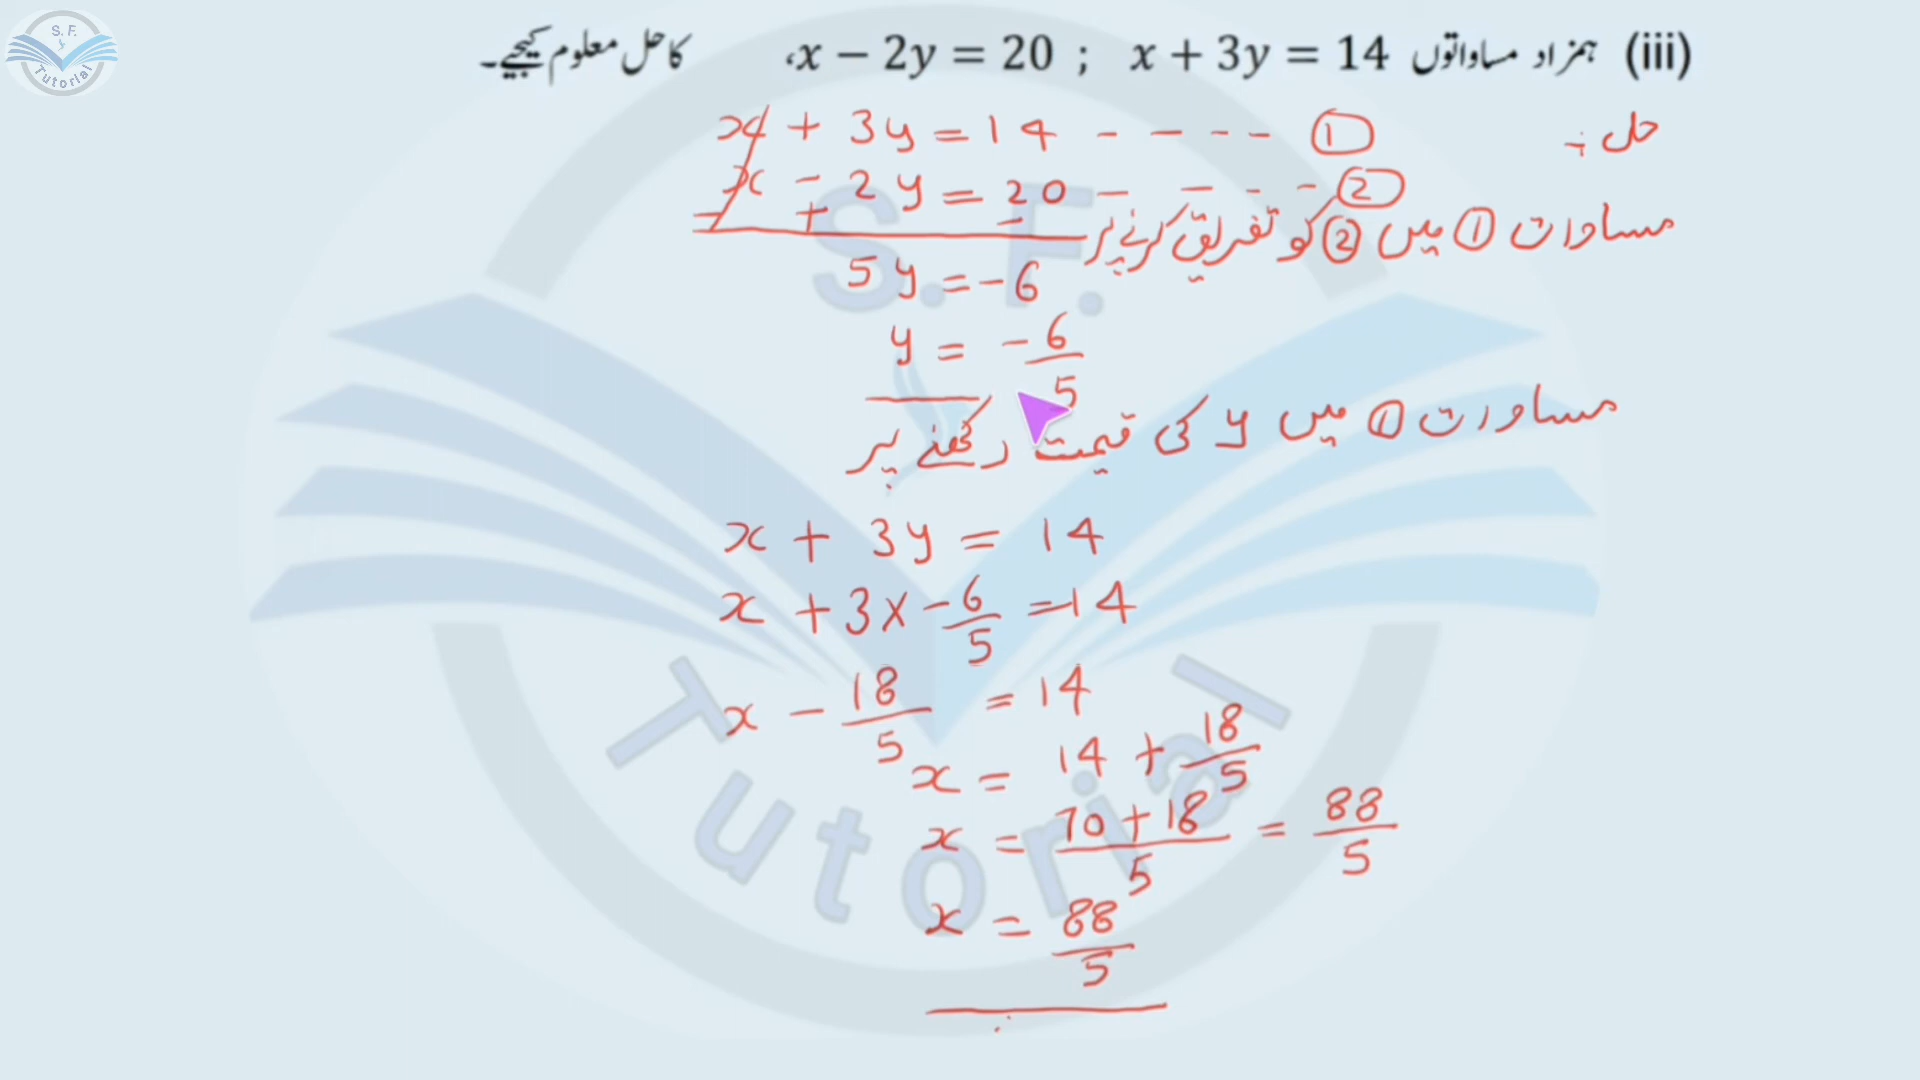 S. F.
Tutorial
(iii) ہمزاد مساواتوں x + 3y = 14 ; x − 2y = 20، کا حل معلوم کیجیے۔
حل :-
x + 3y = 14 - - - - ①
x - 2y = 20 - - - - ②
- + -
مساوات ① میں ② کو تفریق کرنے پر
5y = -6
y = -6/5
مساورت ① میں y کی قیمت رکھنے پر
x + 3y = 14
x + 3 x -6/5 = 14
x - 18/5 = 14
x = 14 + 18/5
x = 70 + 18/5 = 88/5
x = 88/5
S. F.
Tutorial